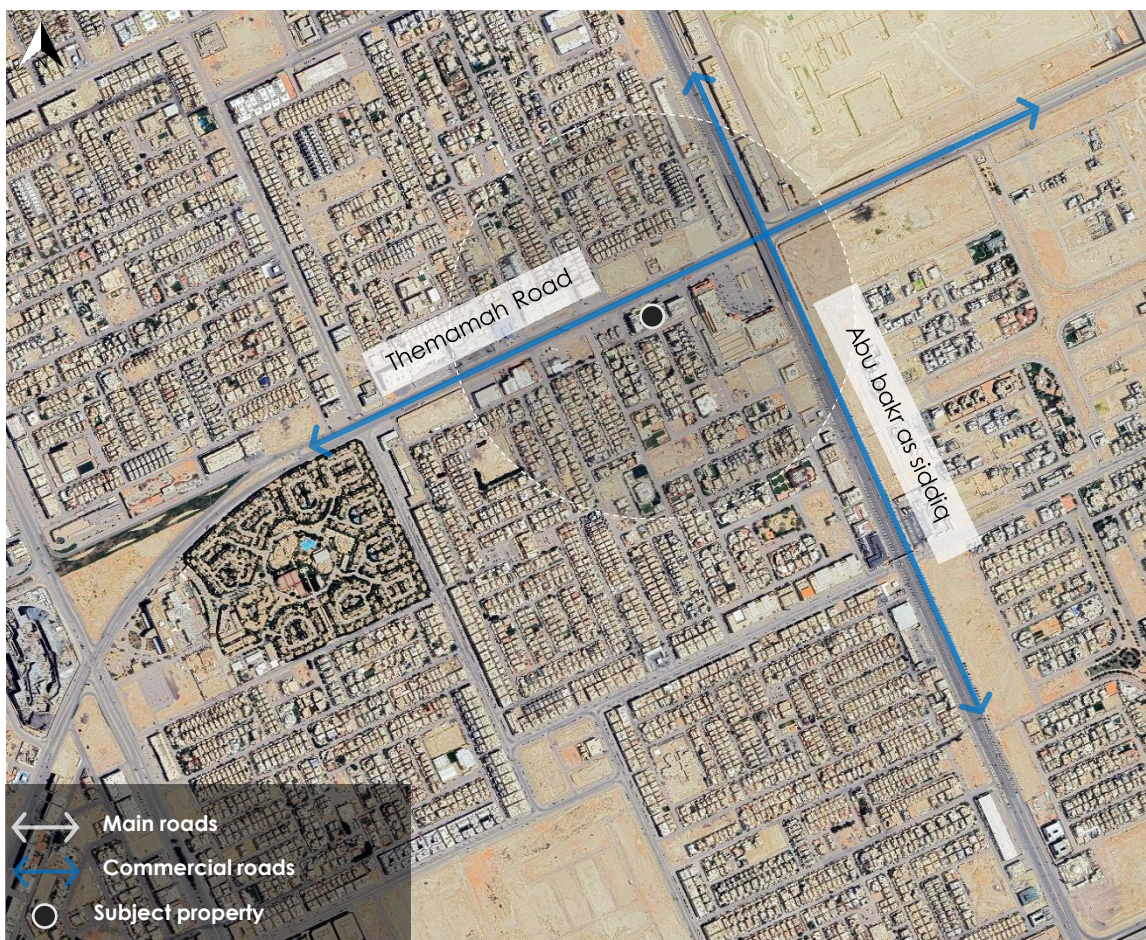 Themamah Road
Abu bakr as siddiq
Main roads
Commercial roads
Subject property